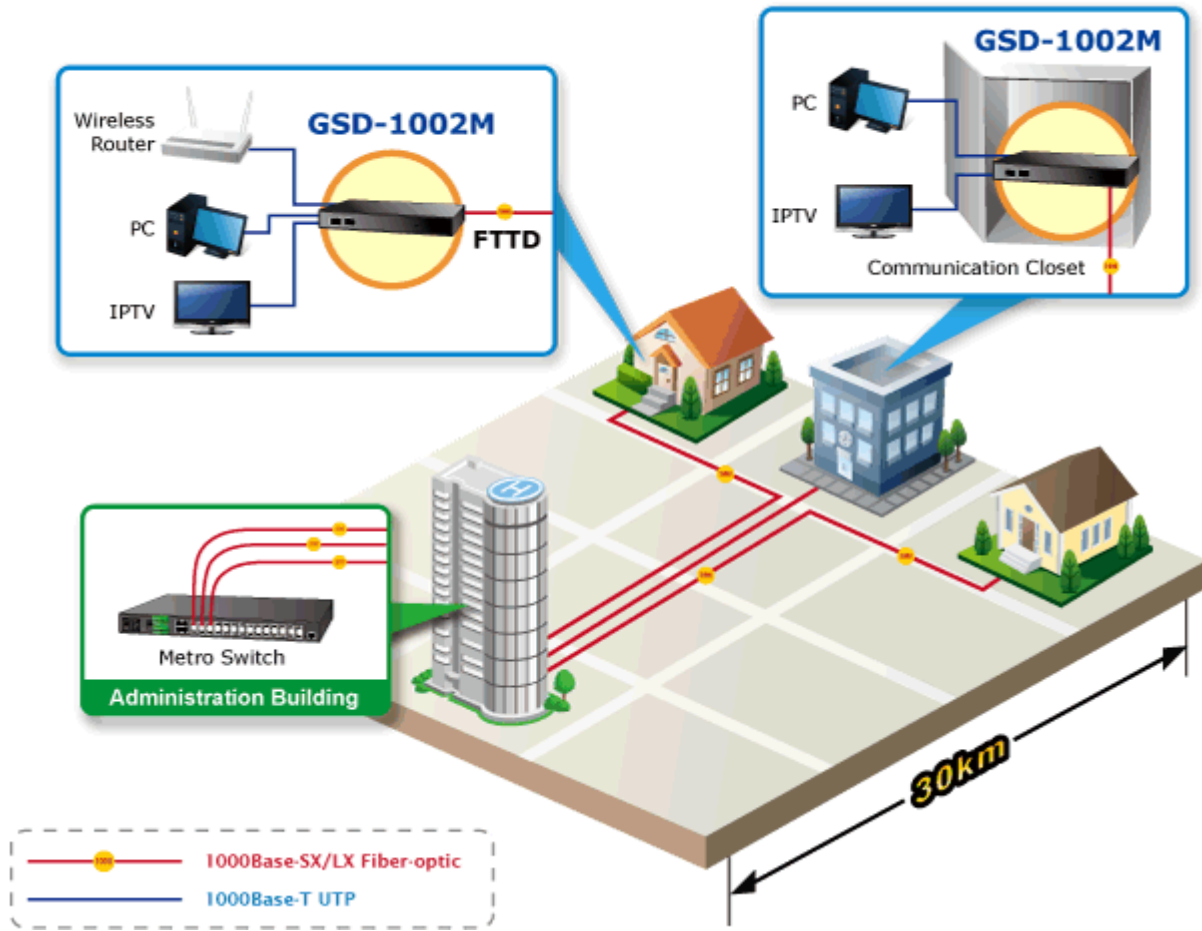 GSD-1002M
Wireless
Router
PC
IPTV
FTTD
GSD-1002M
PC
IPTV
Communication Closet
Metro Switch
Administration Building
30km
1000Base-SX/LX Fiber-optic
1000Base-T UTP